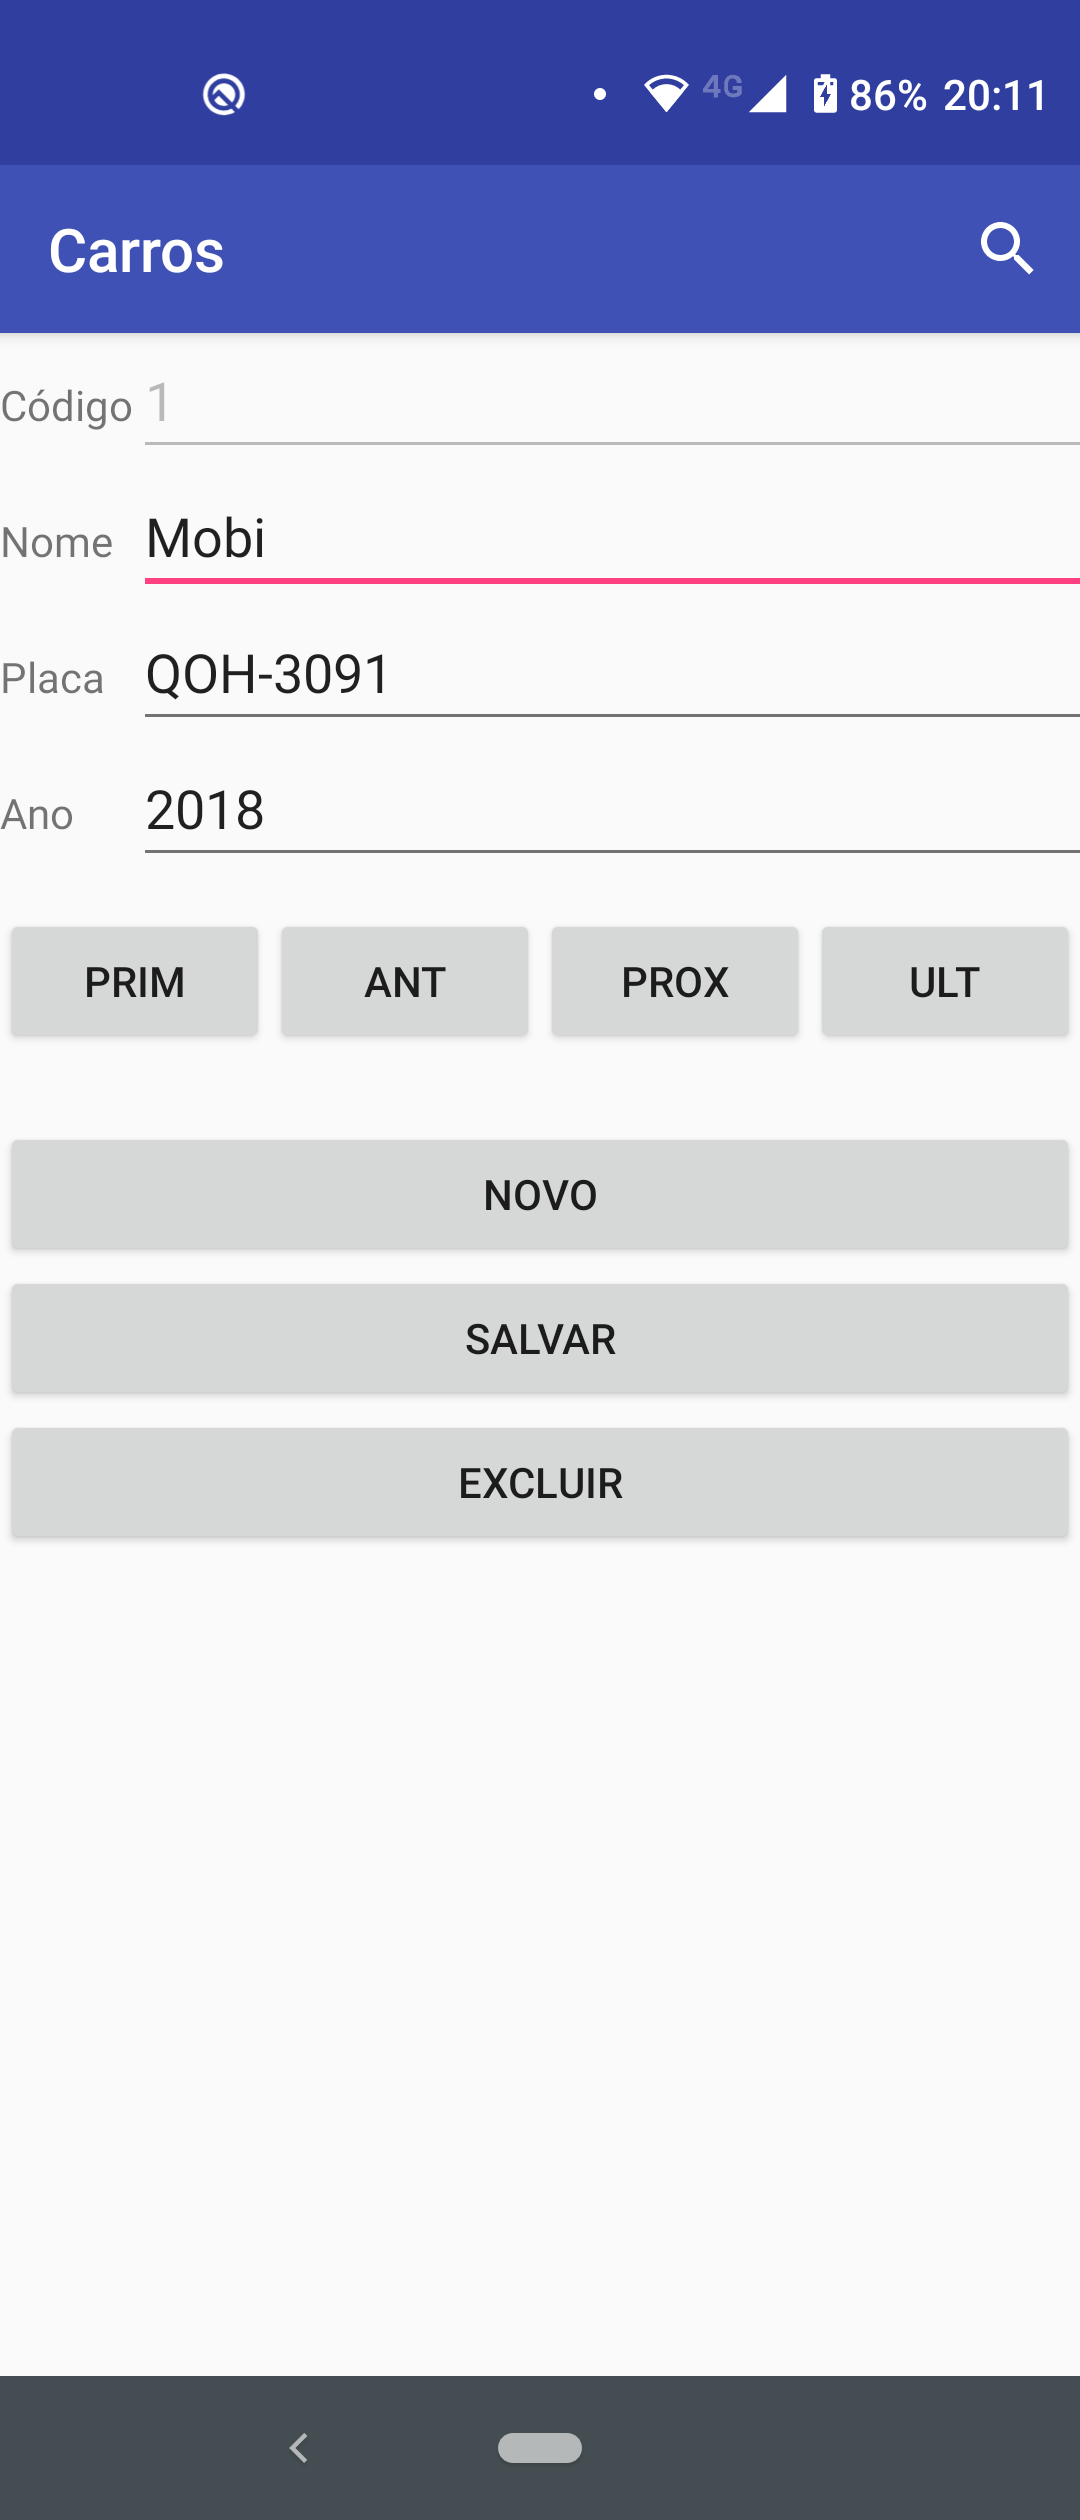 4G 86% 20:11
Carros
Código 1
Nome Mobi
Placa QOH-3091
Ano 2018
PRIM ANT PROX ULT
NOVO
SALVAR
EXCLUIR